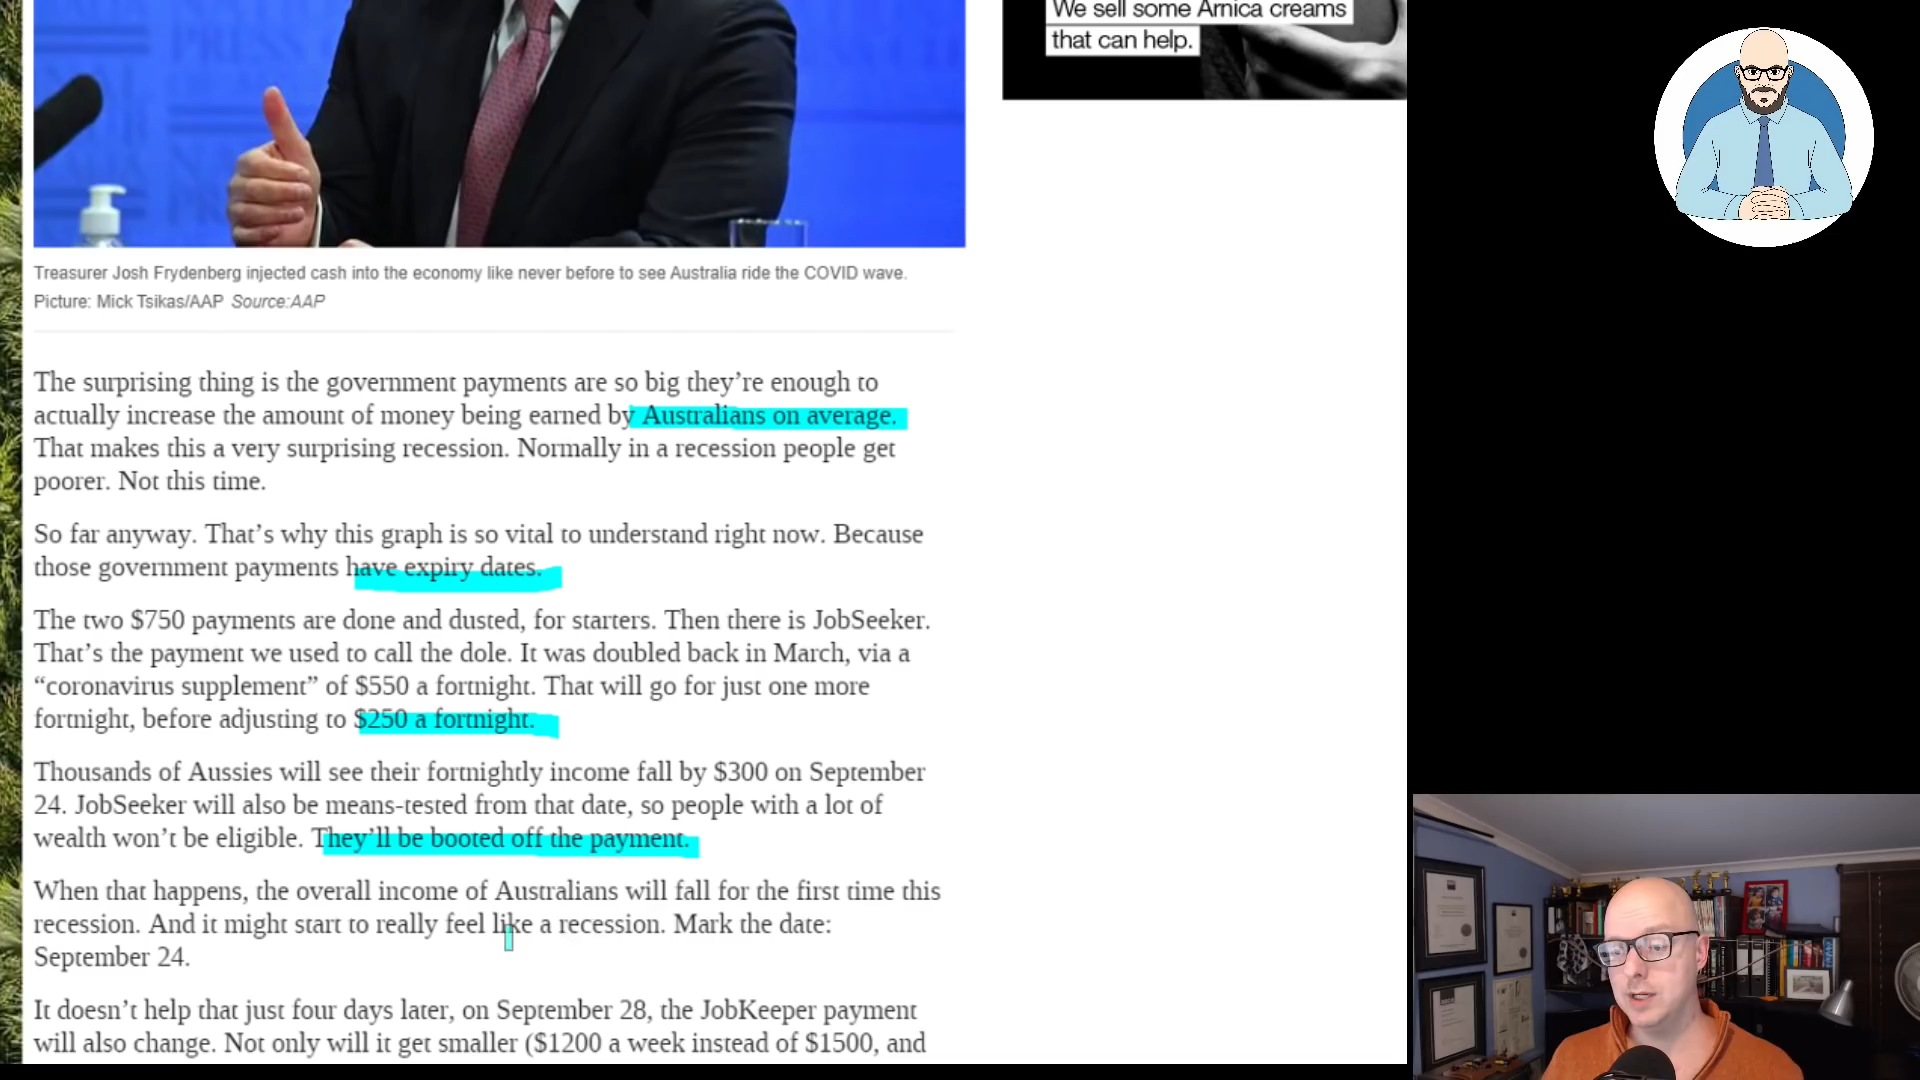 We sell some Arnica creams
that can help.
Treasurer Josh Frydenberg injected cash into the economy like never before to see Australia ride the COVID wave.
Picture: Mick Tsikas/AAP Source:AAP
The surprising thing is the government payments are so big they’re enough to
actually increase the amount of money being earned by Australians on average.
That makes this a very surprising recession. Normally in a recession people get
poorer. Not this time.
So far anyway. That’s why this graph is so vital to understand right now. Because
those government payments have expiry dates.
The two $750 payments are done and dusted, for starters. Then there is JobSeeker.
That’s the payment we used to call the dole. It was doubled back in March, via a
“coronavirus supplement” of $550 a fortnight. That will go for just one more
fortnight, before adjusting to $250 a fortnight.
Thousands of Aussies will see their fortnightly income fall by $300 on September
24. JobSeeker will also be means-tested from that date, so people with a lot of
wealth won’t be eligible. They’ll be booted off the payment.
When that happens, the overall income of Australians will fall for the first time this
recession. And it might start to really feel like a recession. Mark the date:
September 24.
It doesn’t help that just four days later, on September 28, the JobKeeper payment
will also change. Not only will it get smaller ($1200 a week instead of $1500, and